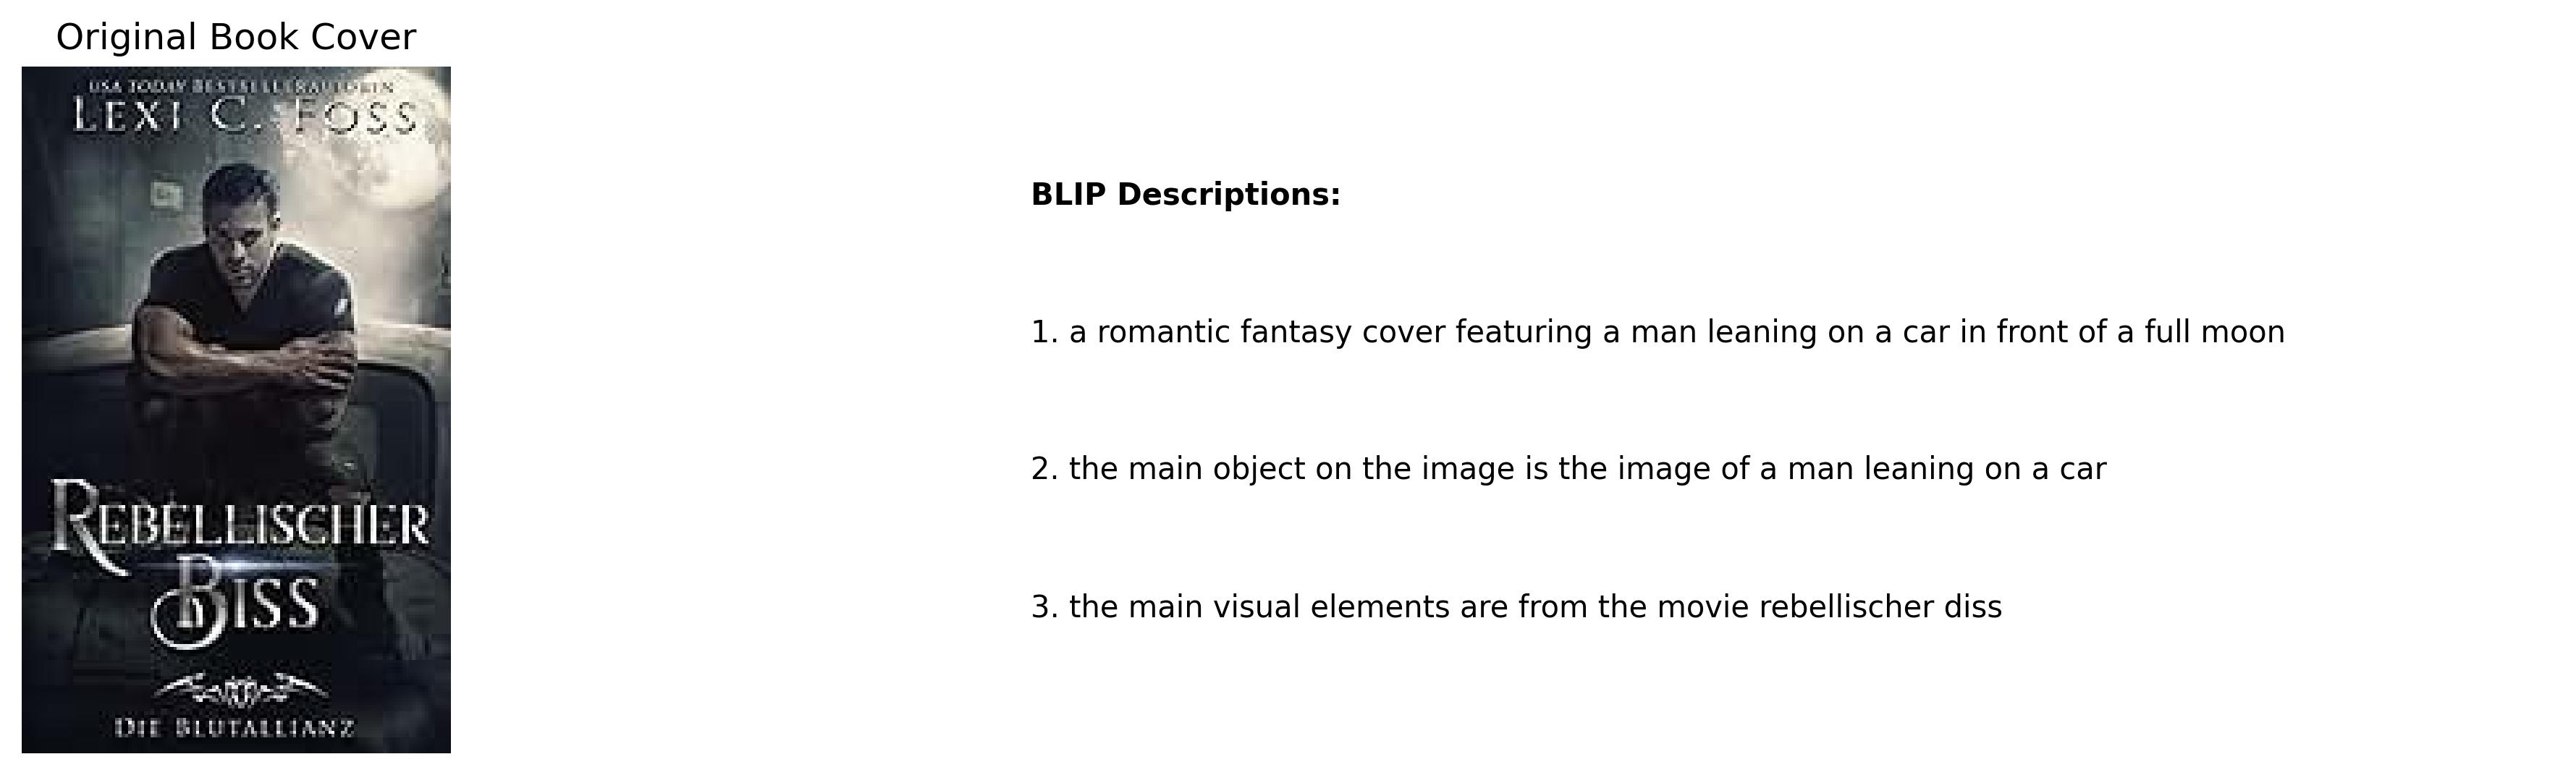 Original Book Cover
USA TODAY BESTSELLERAUTORIN
LEXI C. FOSS
REBELLISCHER
BISS
DIE BLUTALLIANZ
BLIP Descriptions:
1. a romantic fantasy cover featuring a man leaning on a car in front of a full moon
2. the main object on the image is the image of a man leaning on a car
3. the main visual elements are from the movie rebellischer diss